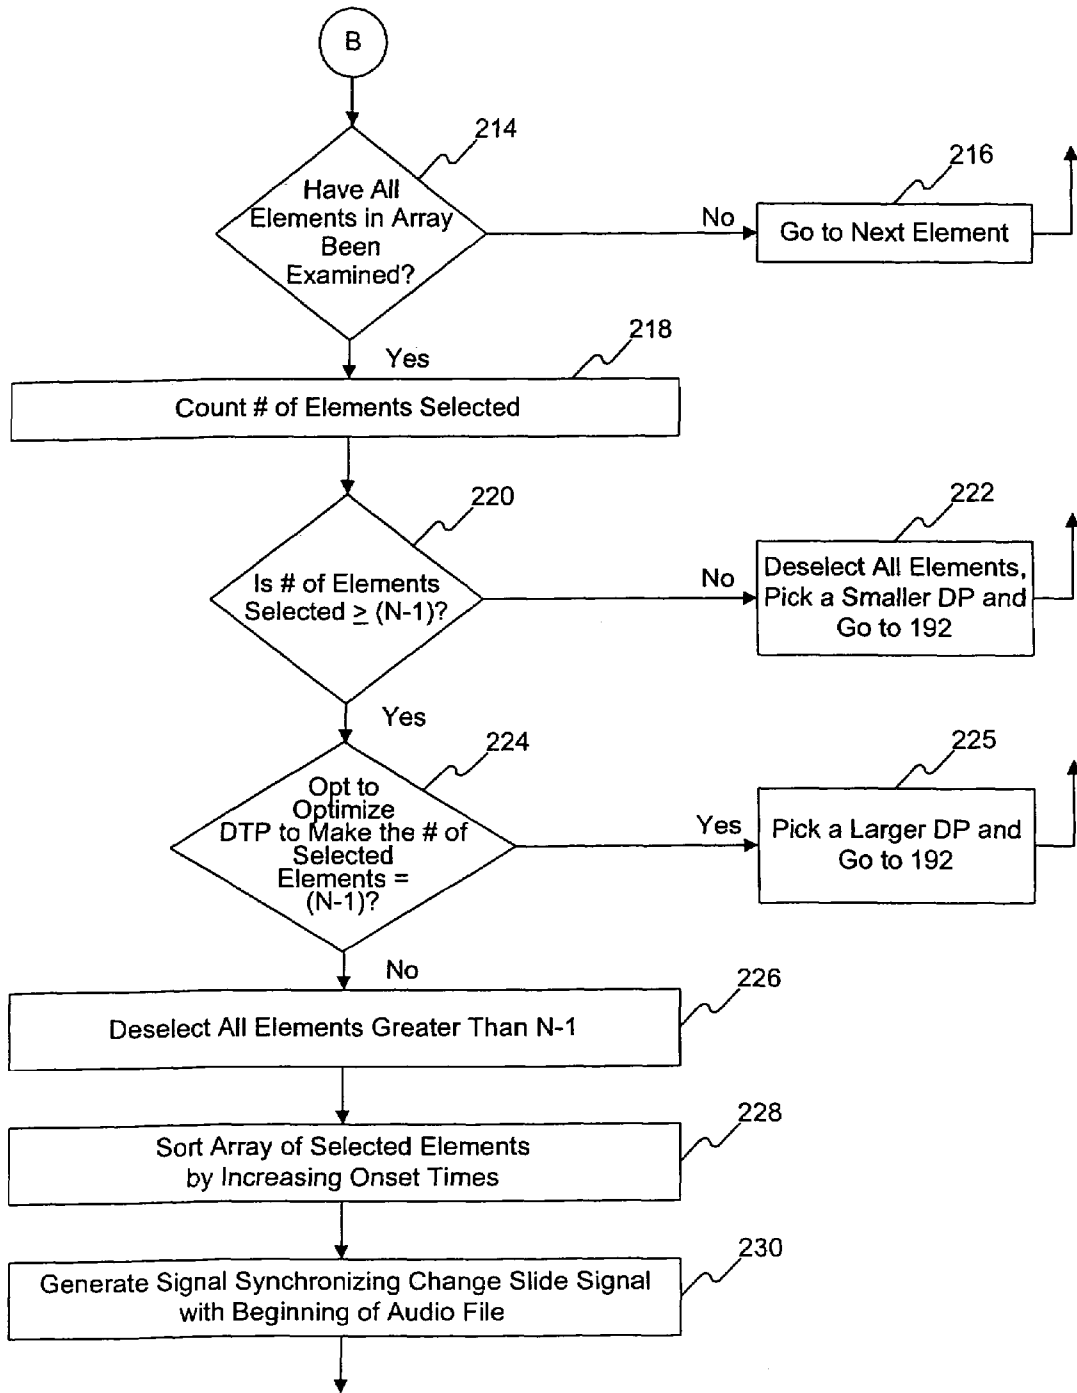 B
214
Have All
Elements in Array
Been
Examined?
No
216
Go to Next Element
Yes
218
Count # of Elements Selected
220
Is # of Elements
Selected ≥ (N-1)?
No
222
Deselect All Elements,
Pick a Smaller DP and
Go to 192
Yes
224
Opt to
Optimize
DTP to Make the # of
Selected
Elements =
(N-1)?
Yes
225
Pick a Larger DP and
Go to 192
No
226
Deselect All Elements Greater Than N-1
228
Sort Array of Selected Elements
by Increasing Onset Times
230
Generate Signal Synchronizing Change Slide Signal
with Beginning of Audio File